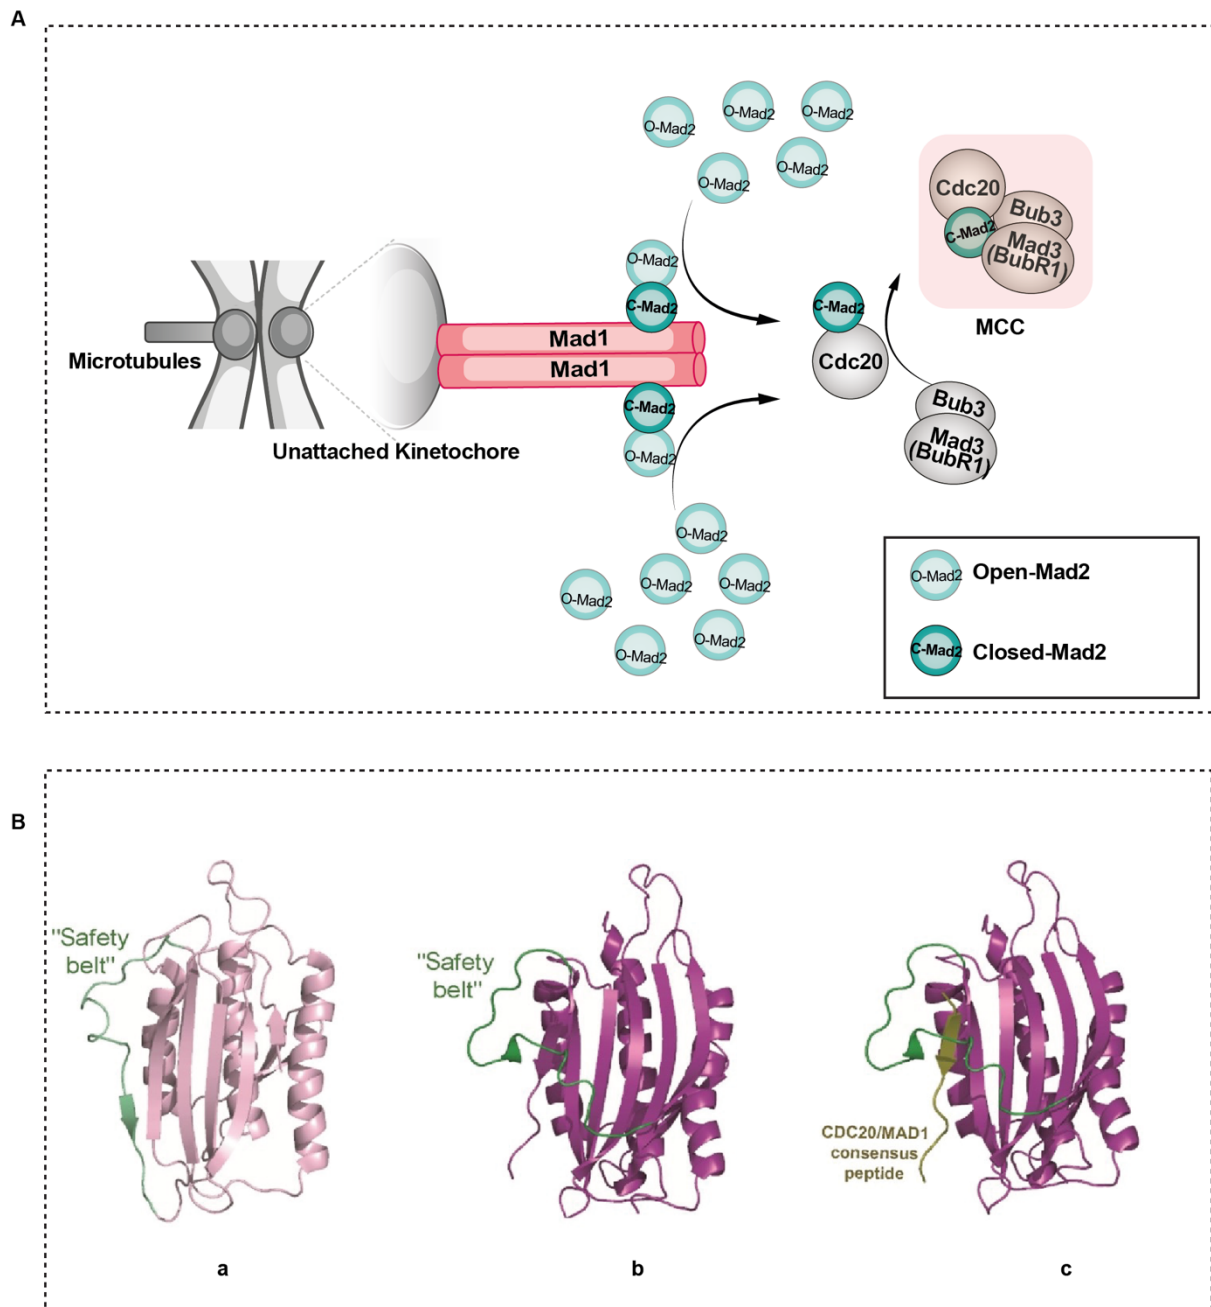 A
O-Mad2
O-Mad2
O-Mad2
O-Mad2
O-Mad2
Cdc20
Bub3
C-Mad2
Mad3
(BubR1)
MCC
O-Mad2
C-Mad2
Mad1
Mad1
C-Mad2
O-Mad2
Microtubules
Unattached Kinetochore
C-Mad2
Cdc20
Bub3
Mad3
(BubR1)
O-Mad2
O-Mad2
O-Mad2
O-Mad2
O-Mad2
O-Mad2
O-Mad2
Open-Mad2
C-Mad2
Closed-Mad2
B
"Safety
belt"
"Safety
belt"
CDC20/MAD1
consensus
peptide
a
b
c